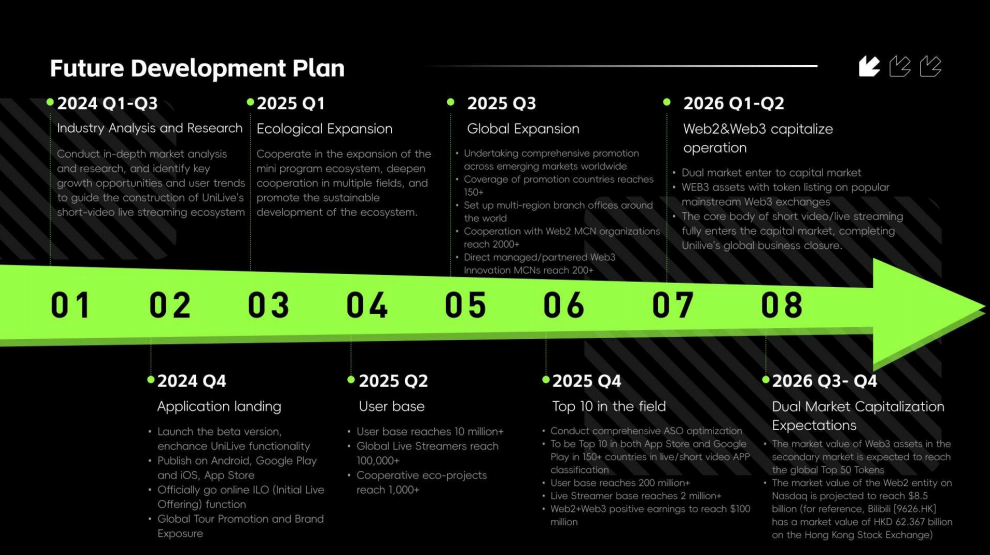 Future Development Plan
2024 Q1-Q3
Industry Analysis and Research
Conduct in-depth market analysis
and research, and identify key
growth opportunities and user trends
to guide the construction of UniLive's
short-video live streaming ecosystem
2025 Q1
Ecological Expansion
Cooperate in the expansion of the
mini program ecosystem, deepen
cooperation in multiple fields, and
promote the sustainable
development of the ecosystem.
2025 Q3
Global Expansion
• Undertaking comprehensive promotion
across emerging markets worldwide
• Coverage of promotion countries reaches
150+
• Set up multi-region branch offices around
the world
• Cooperation with Web2 MCN organizations
reach 2000+
• Direct managed/partnered Web3
Innovation MCNs reach 200+
2026 Q1-Q2
Web2&Web3 capitalize
operation
• Dual market enter to capital market
• WEB3 assets with token listing on popular
mainstream Web3 exchanges
• The core body of short video/live streaming
fully enters the capital market, completing
Unilive's global business closure.
01 02 03 04 05 06 07 08
2024 Q4
Application landing
• Launch the beta version,
enchance UniLive functionality
• Publish on Android, Google Play
and iOS, App Store
• Officially go online ILO (Initial Live
Offering) function
• Global Tour Promotion and Brand
Exposure
2025 Q2
User base
• User base reaches 10 million+
• Global Live Streamers reach
100,000+
• Cooperative eco-projects
reach 1,000+
2025 Q4
Top 10 in the field
• Conduct comprehensive ASO optimization
• To be Top 10 in both App Store and Google
Play in 150+ countries in live/short video APP
classification
• User base reaches 200 million+
• Live Streamer base reaches 2 million+
• Web2+Web3 positive earnings to reach $100
million
2026 Q3- Q4
Dual Market Capitalization
Expectations
• The market value of Web3 assets in the
secondary market is expected to reach
the global Top 50 Tokens
• The market value of the Web2 entity on
Nasdaq is projected to reach $8.5
billion (for reference, Bilibili [9626.HK]
has a market value of HKD 62.367 billion
on the Hong Kong Stock Exchange)